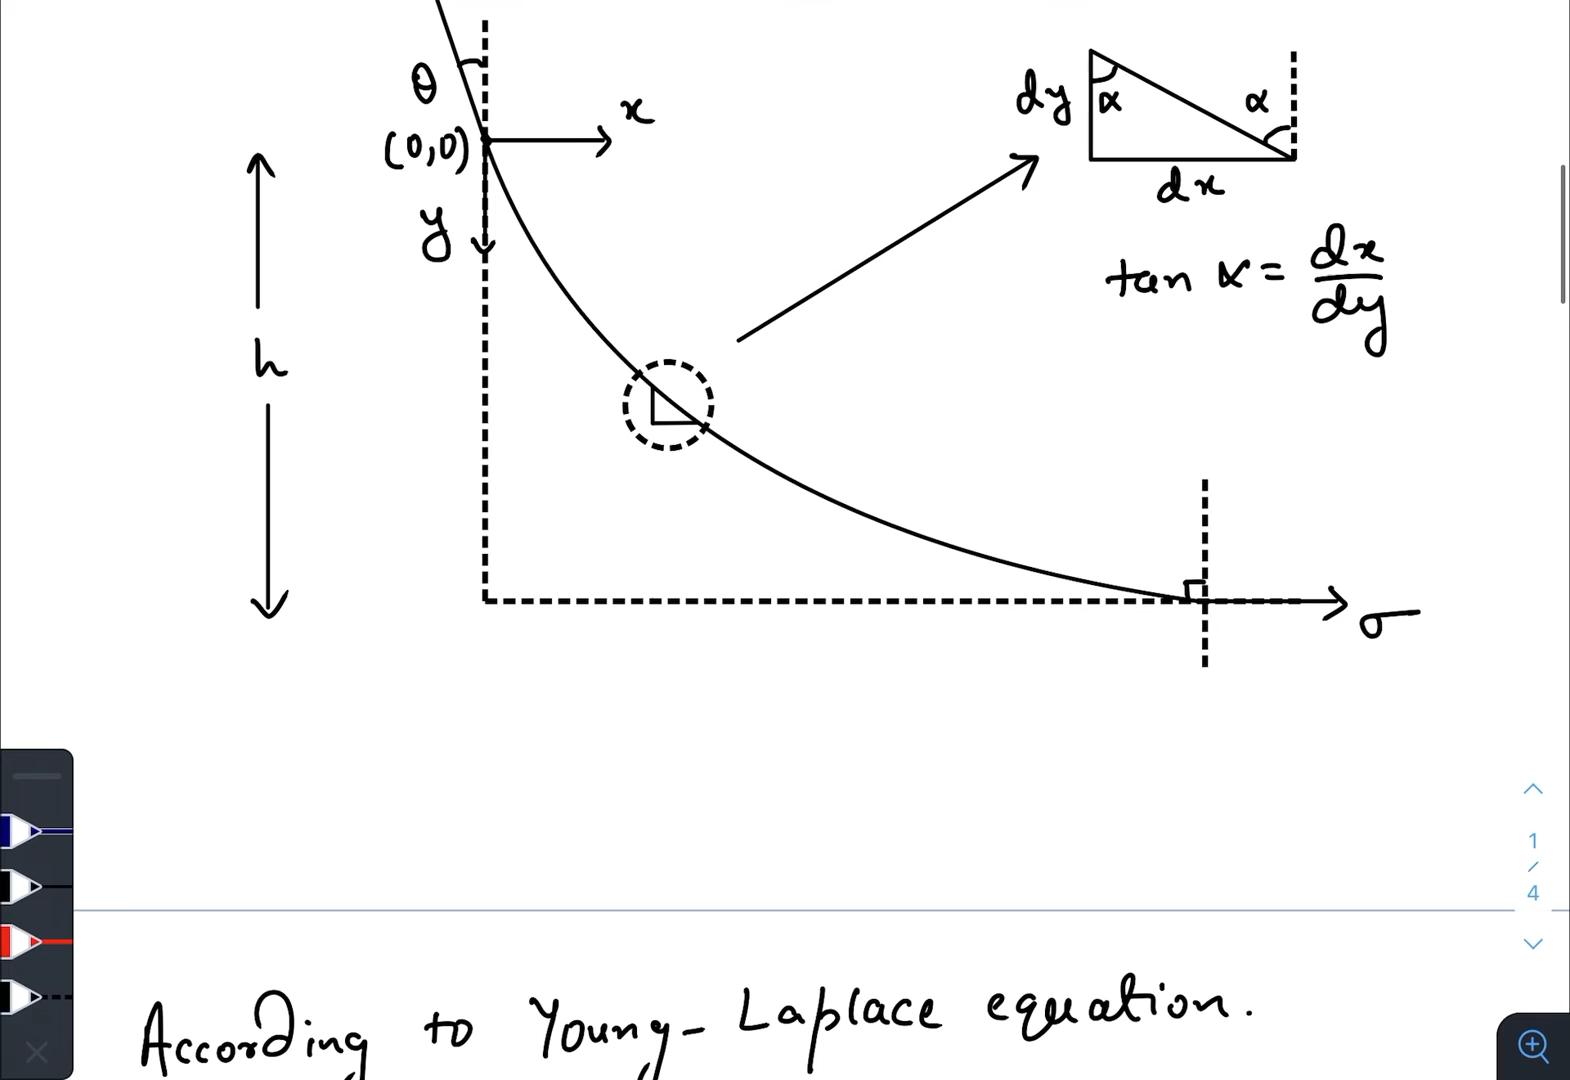 θ
x
(0,0)
y
h
dy
α
α
dx
tan α = dx/dy
σ
1
/
4
According to Young-Laplace equation.